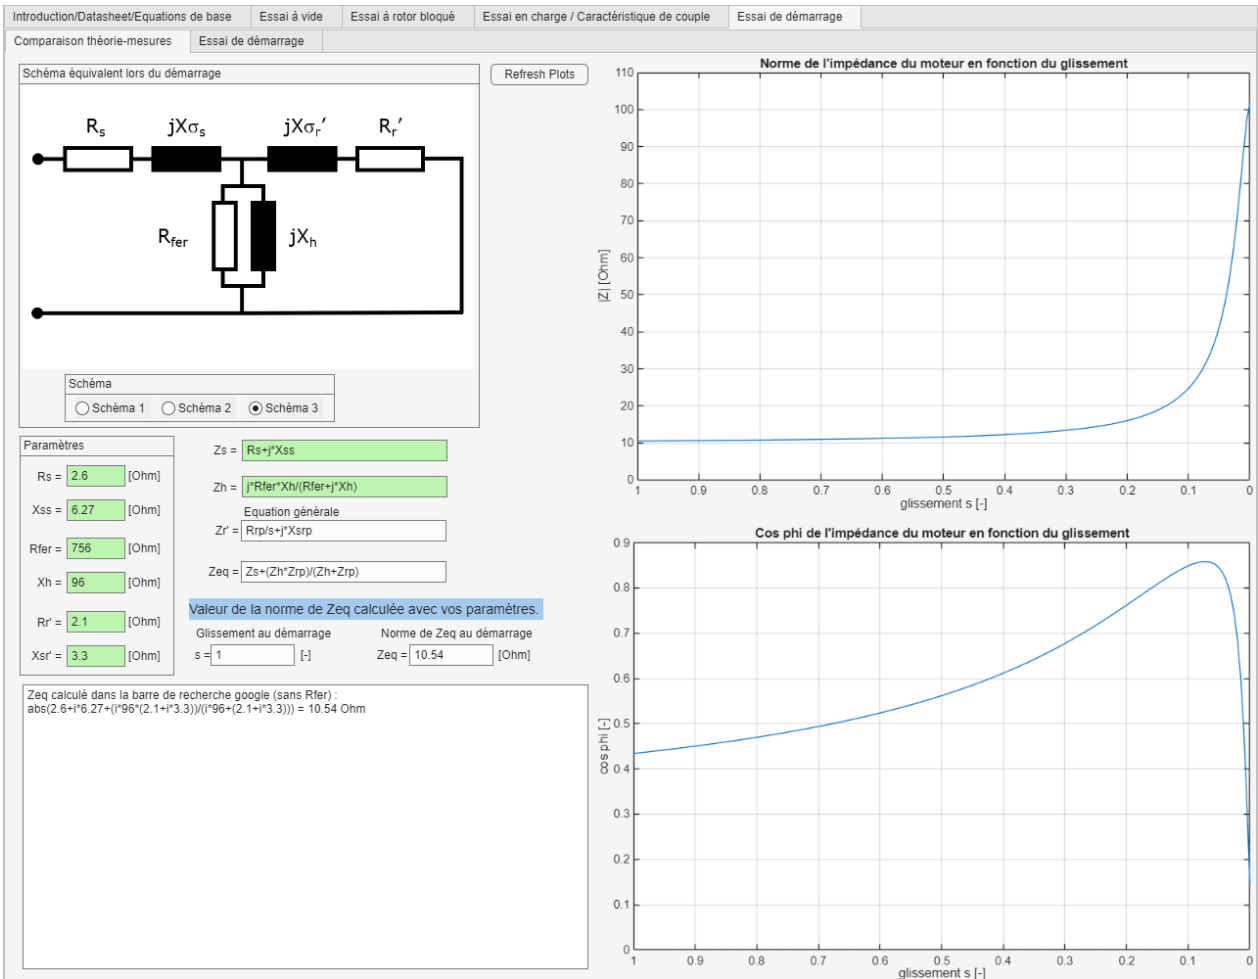 Introduction/Datasheet/Equations de base Essai à vide Essai à rotor bloqué Essai en charge / Caractéristique de couple Essai de démarrage
Comparaison théorie-mesures Essai de démarrage
Schéma équivalent lors du démarrage
Refresh Plots
Rs jXσs jXσr′ Rr′
Rfer jXh
Schéma
Schéma 1 Schéma 2 Schéma 3
Paramètres
Rs = 2.6 [Ohm]
Xss = 6.27 [Ohm]
Rfer = 756 [Ohm]
Xh = 96 [Ohm]
Rr' = 2.1 [Ohm]
Xsr' = 3.3 [Ohm]
Zs = Rs+j*Xss
Zh = j*Rfer*Xh/(Rfer+j*Xh)
Equation générale
Zr' = Rrp/s+j*Xsrp
Zeq = Zs+(Zh*Zrp)/(Zh+Zrp)
Valeur de la norme de Zeq calculée avec vos paramètres.
Glissement au démarrage Norme de Zeq au démarrage
s = 1 [-] Zeq = 10.54 [Ohm]
Zeq calculé dans la barre de recherche google (sans Rfer) :
abs(2.6+i*6.27+(i*96*(2.1+i*3.3))/(i*96+(2.1+i*3.3))) = 10.54 Ohm
Norme de l'impédance du moteur en fonction du glissement
110
100
90
80
70
60
50
40
30
20
10
0
|Z| [Ohm]
1 0.9 0.8 0.7 0.6 0.5 0.4 0.3 0.2 0.1 0
glissement s [-]
Cos phi de l'impédance du moteur en fonction du glissement
0.9
0.8
0.7
0.6
0.5
0.4
0.3
0.2
0.1
0
cos phi [-]
1 0.9 0.8 0.7 0.6 0.5 0.4 0.3 0.2 0.1 0
glissement s [-]